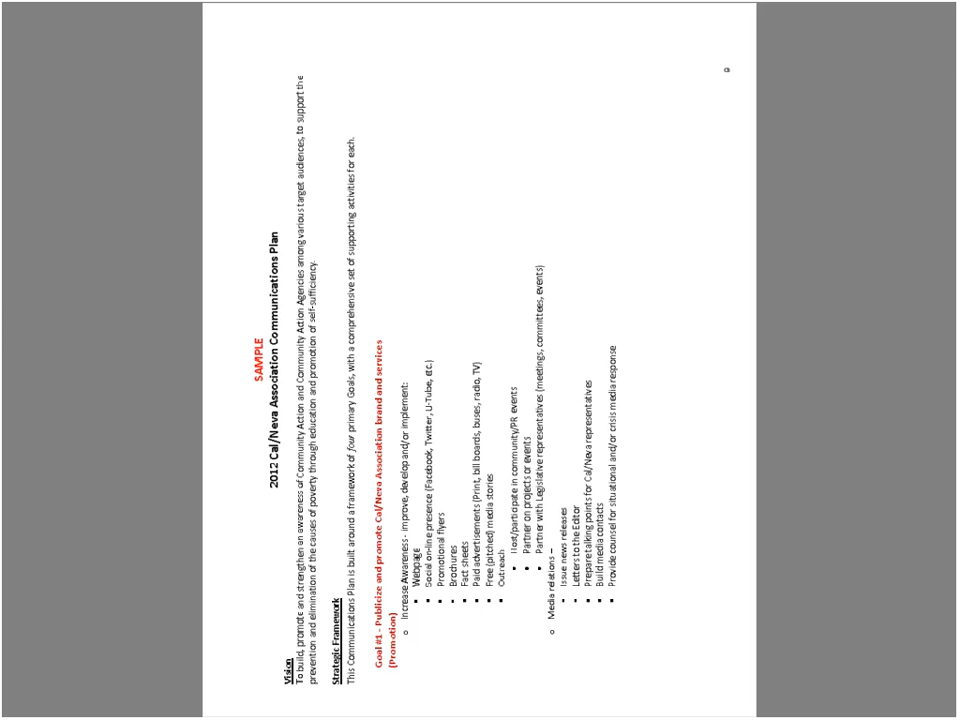 SAMPLE
2012 Cal/Neva Association Communications Plan
Vision
To build, promote and strengthen an awareness of Community Action and Community Action Agencies among various target audiences, to support the
prevention and elimination of the causes of poverty through education and promotion of self-sufficiency.
Strategic Framework
This Communications Plan is built around a framework of four primary Goals, with a comprehensive set of supporting activities for each.
Goal #1 - Publicize and promote Cal/Neva Association brand and services
(Promotion)
o Increase Awareness - improve, develop and/or implement:
▪ Webpage
▪ Social on-line presence (Facebook, Twitter, U-Tube, etc.)
▪ Promotional flyers
▪ Brochures
▪ Fact sheets
▪ Paid advertisements (Print, bill boards, buses, radio, TV)
▪ Free (pitched) media stories
▪ Outreach
• Host/participate in community/PR events
• Partner on projects or events
• Partner with Legislative representatives (meetings, committees, events)
o Media relations –
▪ Issue news releases
▪ Letters to the Editor
▪ Prepare talking points for Cal/Neva representatives
▪ Build media contacts
▪ Provide counsel for situational and/or crisis media response